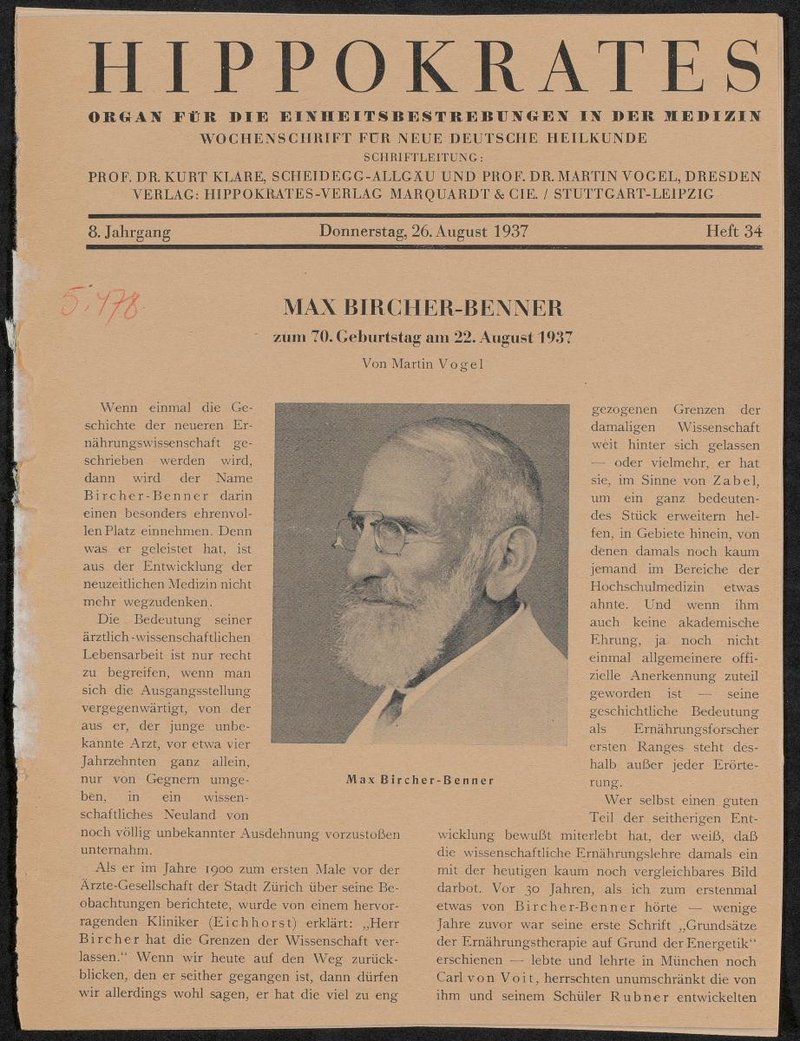 HIPPOKRATES
ORGAN FÜR DIE EINHEITSBESTREBUNGEN IN DER MEDIZIN
WOCHENSCHRIFT FÜR NEUE DEUTSCHE HEILKUNDE
SCHRIFTLEITUNG:
PROF. DR. KURT KLARE, SCHEIDEGG-ALLGÄU UND PROF. DR. MARTIN VOGEL, DRESDEN
VERLAG: HIPPOKRATES-VERLAG MARQUARDT & CIE. / STUTTGART-LEIPZIG
8. Jahrgang Donnerstag, 26. August 1937 Heft 34
5.478
MAX BIRCHER-BENNER
zum 70. Geburtstag am 22. August 1937
Von Martin Vogel
Wenn einmal die Ge-
schichte der neueren Er-
nährungswissenschaft ge-
schrieben werden wird,
dann wird der Name
Bircher-Benner darin
einen besonders ehrenvol-
len Platz einnehmen. Denn
was er geleistet hat, ist
aus der Entwicklung der
neuzeitlichen Medizin nicht
mehr wegzudenken.
Die Bedeutung seiner
ärztlich-wissenschaftlichen
Lebensarbeit ist nur recht
zu begreifen, wenn man
sich die Ausgangsstellung
vergegenwärtigt, von der
aus er, der junge unbe-
kannte Arzt, vor etwa vier
Jahrzehnten ganz allein,
nur von Gegnern umge-
ben, in ein wissen-
schaftliches Neuland von
noch völlig unbekannter Ausdehnung vorzustoßen
unternahm.
Als er im Jahre 1900 zum ersten Male vor der
Ärzte-Gesellschaft der Stadt Zürich über seine Be-
obachtungen berichtete, wurde von einem hervor-
ragenden Kliniker (Eichhorst) erklärt: „Herr
Bircher hat die Grenzen der Wissenschaft ver-
lassen.“ Wenn wir heute auf den Weg zurück-
blicken, den er seither gegangen ist, dann dürfen
wir allerdings wohl sagen, er hat die viel zu eng
Max Bircher-Benner
gezogenen Grenzen der
damaligen Wissenschaft
weit hinter sich gelassen
— oder vielmehr, er hat
sie, im Sinne von Zabel,
um ein ganz bedeuten-
des Stück erweitern hel-
fen, in Gebiete hinein, von
denen damals noch kaum
jemand im Bereiche der
Hochschulmedizin etwas
ahnte. Und wenn ihm
auch keine akademische
Ehrung, ja noch nicht
einmal allgemeinere offi-
zielle Anerkennung zuteil
geworden ist — seine
geschichtliche Bedeutung
als Ernährungsforscher
ersten Ranges steht des-
halb außer jeder Erörte-
rung.
Wer selbst einen guten
Teil der seitherigen Ent-
wicklung bewußt miterlebt hat, der weiß, daß
die wissenschaftliche Ernährungslehre damals ein
mit der heutigen kaum noch vergleichbares Bild
darbot. Vor 30 Jahren, als ich zum erstenmal
etwas von Bircher-Benner hörte — wenige
Jahre zuvor war seine erste Schrift „Grundsätze
der Ernährungstherapie auf Grund der Energetik“
erschienen — lebte und lehrte in München noch
Carl von Voit, herrschten unumschränkt die von
ihm und seinem Schüler Rubner entwickelten